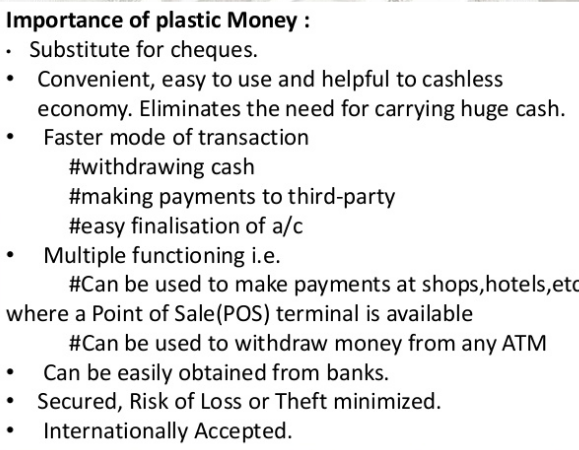 Importance of plastic Money :
• Substitute for cheques.
• Convenient, easy to use and helpful to cashless
economy. Eliminates the need for carrying huge cash.
• Faster mode of transaction
#withdrawing cash
#making payments to third-party
#easy finalisation of a/c
• Multiple functioning i.e.
#Can be used to make payments at shops,hotels,etc
where a Point of Sale(POS) terminal is available
#Can be used to withdraw money from any ATM
• Can be easily obtained from banks.
• Secured, Risk of Loss or Theft minimized.
• Internationally Accepted.